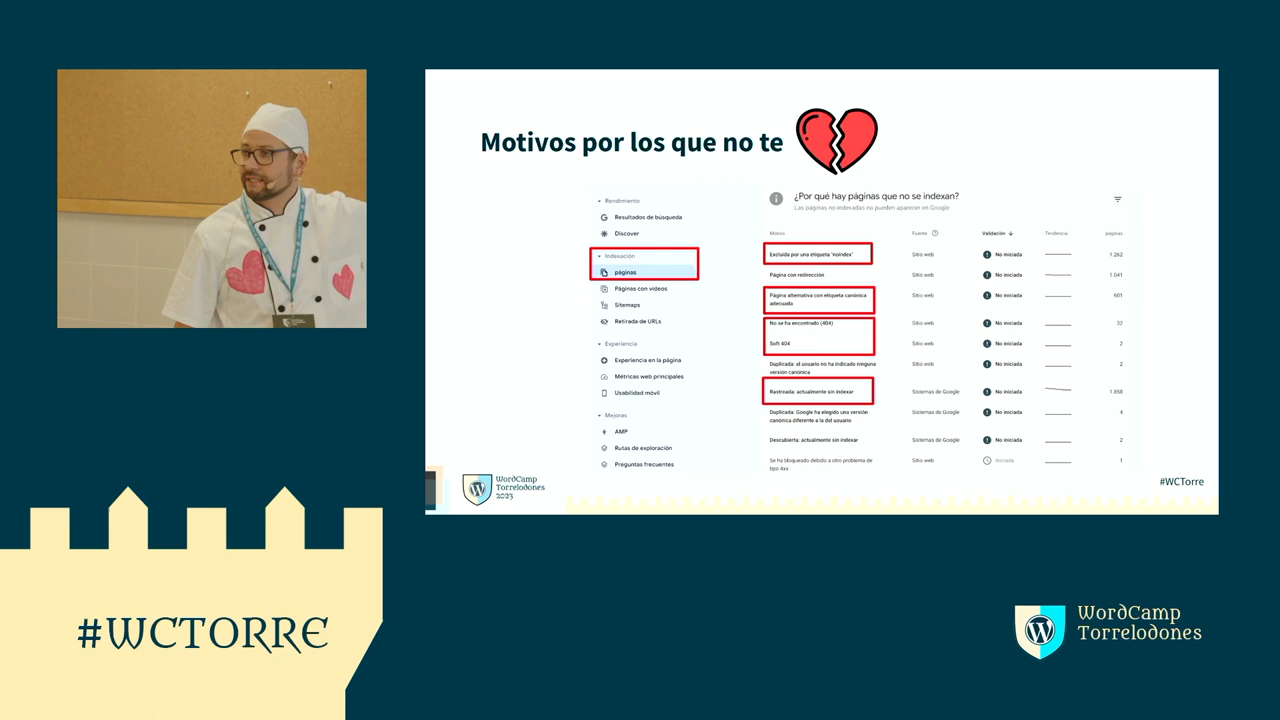 Motivos por los que no te
Rendimiento
Resultados de búsqueda
Discover
Indexación
páginas
Páginas con vídeos
Sitemaps
Retirada de URLs
Experiencia
Experiencia en la página
Métricas web principales
Usabilidad móvil
Mejoras
AMP
Rutas de exploración
Preguntas frecuentes
¿Por qué hay páginas que no se indexan?
Las páginas no indexadas no pueden aparecer en Google
Motivo Fuente Validación Tendencia páginas
Excluida por una etiqueta "noindex" Sitio web No iniciada 1.262
Página con redirección Sitio web No iniciada 1.041
Página alternativa con etiqueta canónica Sitio web No iniciada 601
adecuada
No se ha encontrado (404) Sitio web No iniciada 32
Soft 404 Sitio web No iniciada 2
Duplicada: el usuario no ha indicado ninguna Sitio web No iniciada 2
versión canónica
Rastreada: actualmente sin indexar Sistemas de Google No iniciada 1.858
Duplicada: Google ha elegido una versión Sistemas de Google No iniciada 4
canónica diferente a la del usuario
Descubierta: actualmente sin indexar Sistemas de Google No iniciada 2
Se ha bloqueado debido a otro problema de Sitio web Iniciada 1
tipo 4xx
WordCamp
Torrelodones
2023
#WCTorre
#WCTORRE
WordCamp
Torrelodones